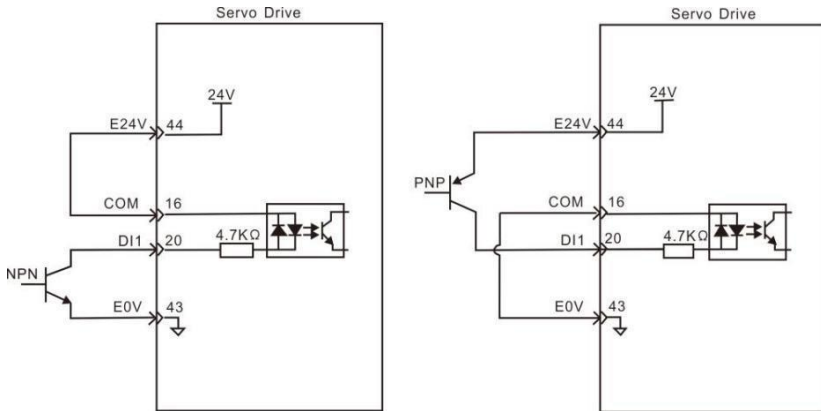 Servo Drive
24V
E24V 44
COM 16
DI1 20 4.7KΩ
NPN
E0V 43
Servo Drive
24V
E24V 44
PNP
COM 16
DI1 20 4.7KΩ
E0V 43